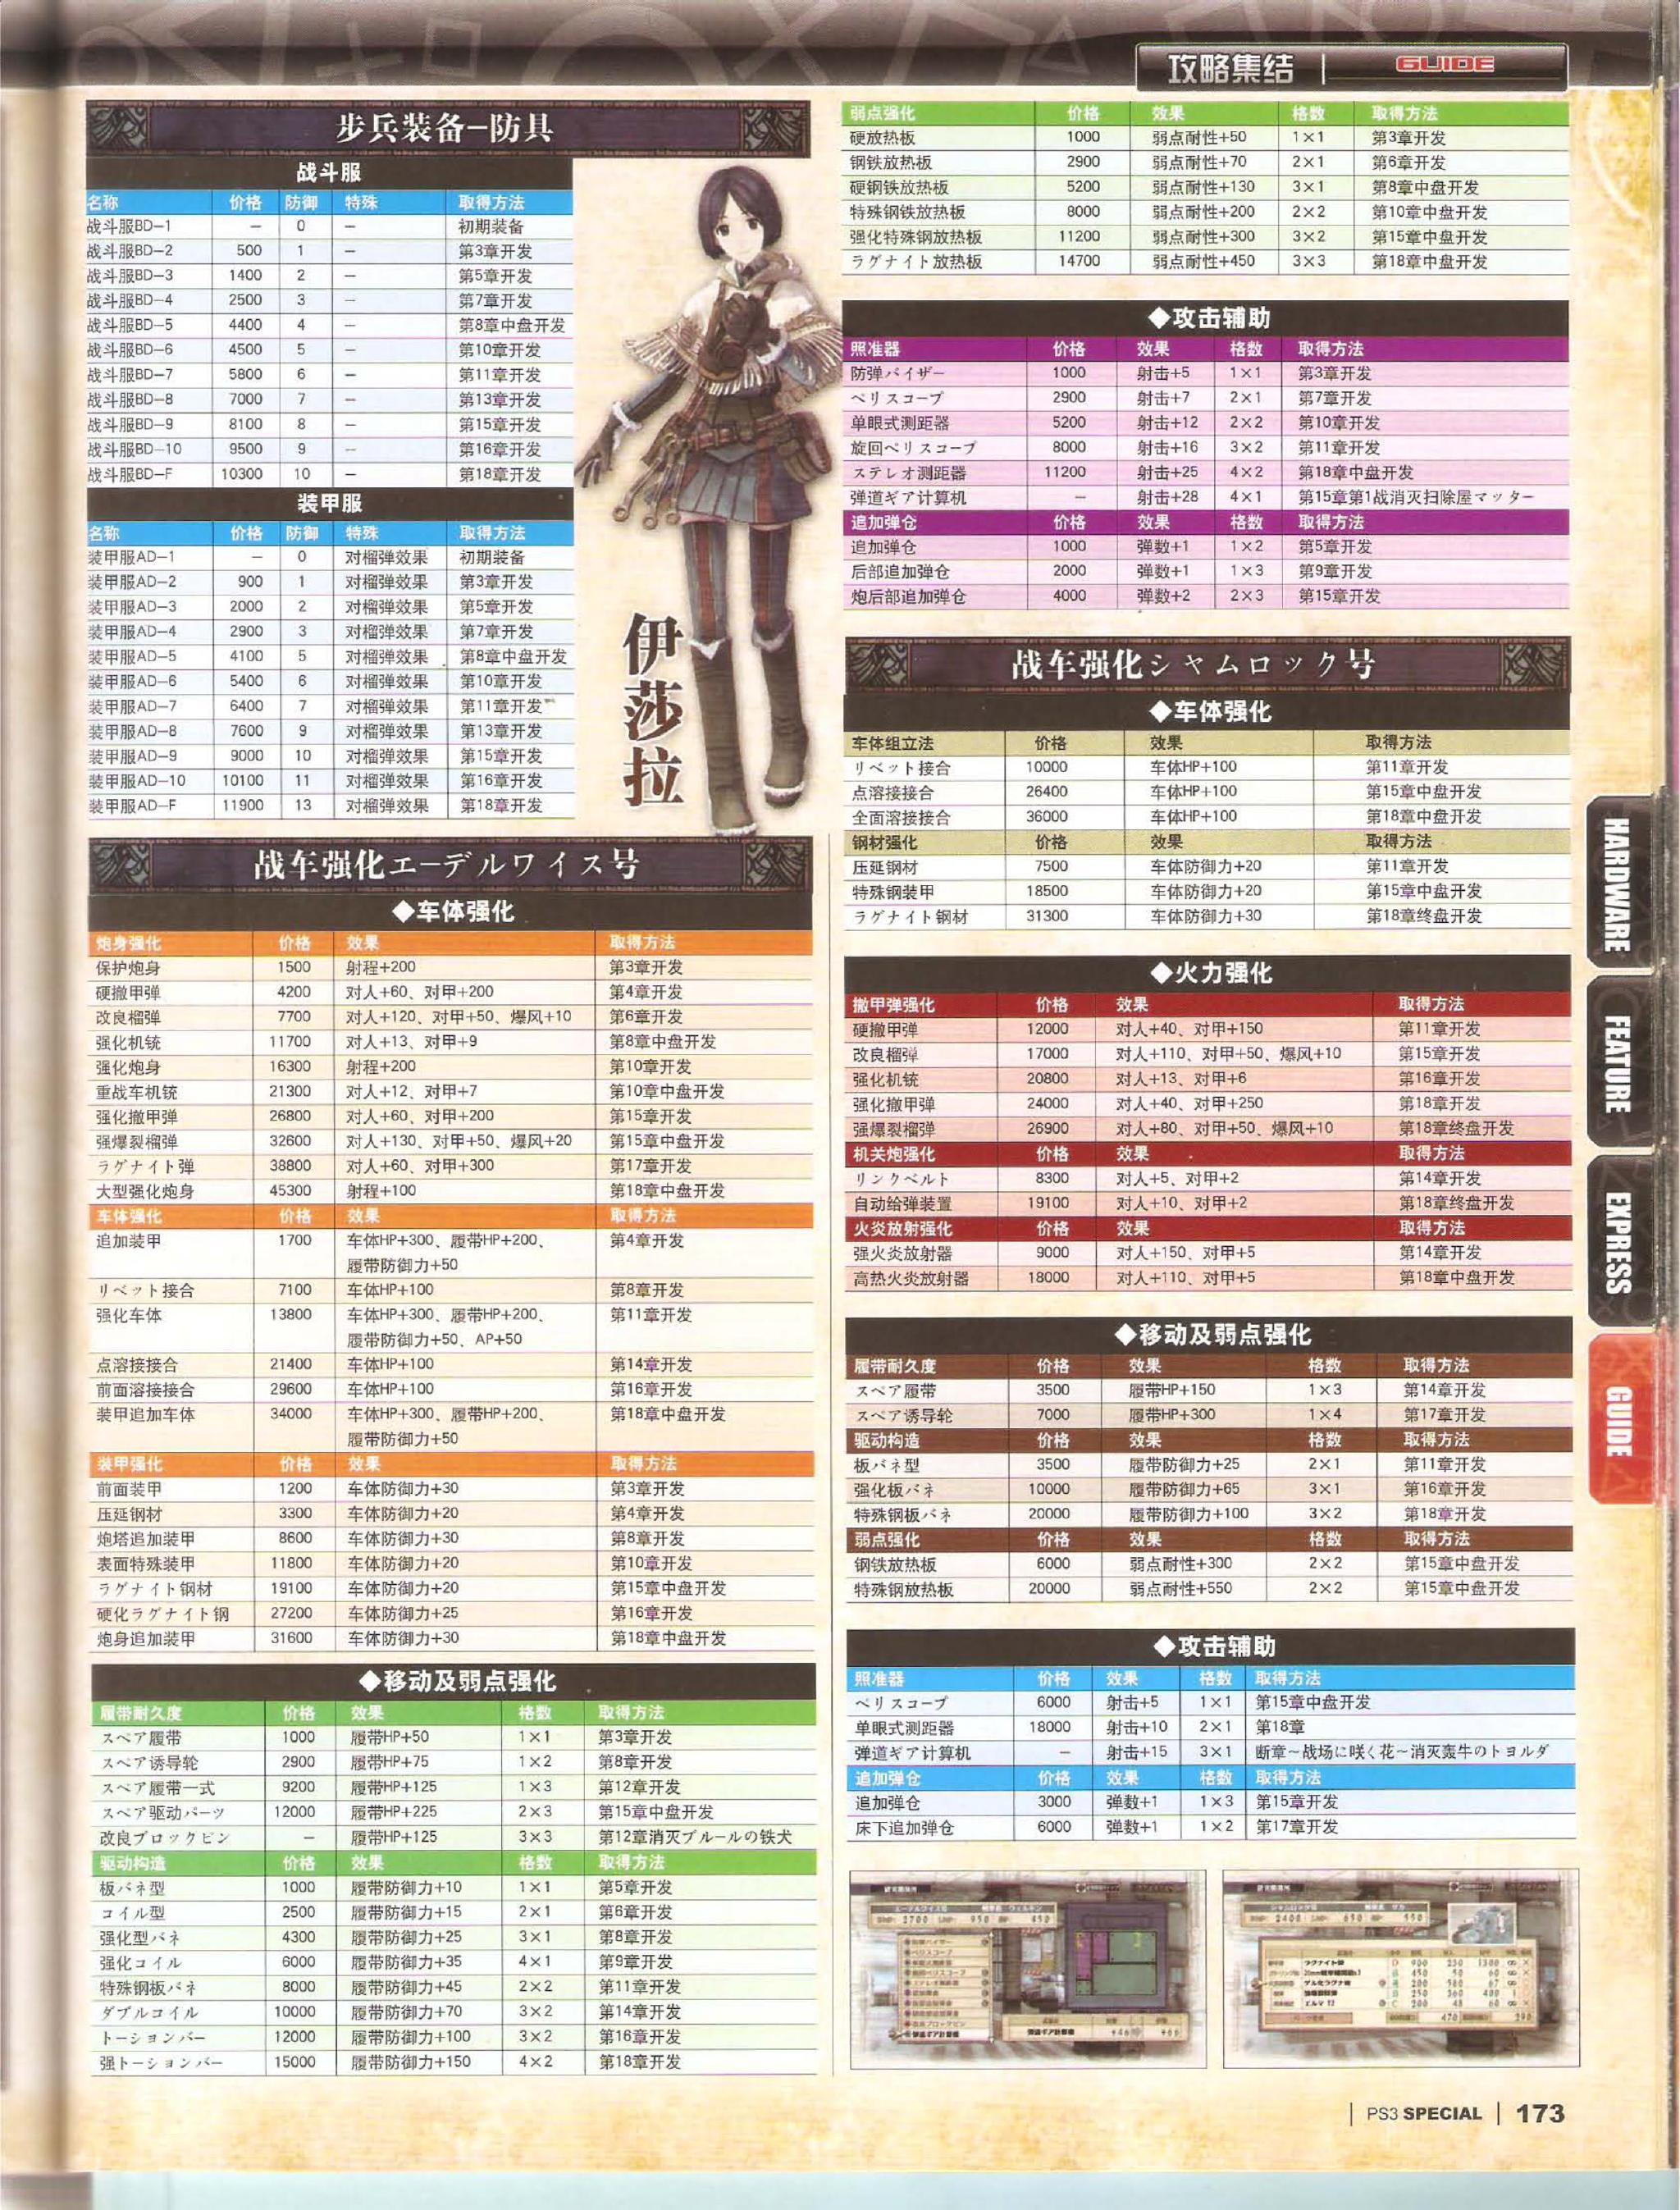 攻略集结 | GUIDE
步兵装备-防具
战斗服
名称 价格 防御 特殊 取得方法
战斗服BD-1 — 0 — 初期装备
战斗服BD-2 500 1 — 第3章开发
战斗服BD-3 1400 2 — 第5章开发
战斗服BD-4 2500 3 — 第7章开发
战斗服BD-5 4400 4 — 第8章中盘开发
战斗服BD-6 4500 5 — 第10章开发
战斗服BD-7 5800 6 — 第11章开发
战斗服BD-8 7000 7 — 第13章开发
战斗服BD-9 8100 8 — 第15章开发
战斗服BD-10 9500 9 — 第16章开发
战斗服BD-F 10300 10 — 第18章开发
装甲服
名称 价格 防御 特殊 取得方法
装甲服AD-1 — 0 对榴弹效果 初期装备
装甲服AD-2 900 1 对榴弹效果 第3章开发
装甲服AD-3 2000 2 对榴弹效果 第5章开发
装甲服AD-4 2900 3 对榴弹效果 第7章开发
装甲服AD-5 4100 5 对榴弹效果 第8章中盘开发
装甲服AD-6 5400 6 对榴弹效果 第10章开发
装甲服AD-7 6400 7 对榴弹效果 第11章开发
装甲服AD-8 7600 9 对榴弹效果 第13章开发
装甲服AD-9 9000 10 对榴弹效果 第15章开发
装甲服AD-10 10100 11 对榴弹效果 第16章开发
装甲服AD-F 11900 13 对榴弹效果 第18章开发
伊莎拉
战车强化エーデルワイス号
◆车体强化
炮身强化 价格 效果 取得方法
保护炮身 1500 射程+200 第3章开发
硬撤甲弹 4200 对人+60、对甲+200 第4章开发
改良榴弹 7700 对人+120、对甲+50、爆风+10 第6章开发
强化机铳 11700 对人+13、对甲+9 第8章中盘开发
强化炮身 16300 射程+200 第10章开发
重战车机铳 21300 对人+12、对甲+7 第10章中盘开发
强化撤甲弹 26800 对人+60、对甲+200 第15章开发
强爆裂榴弹 32600 对人+130、对甲+50、爆风+20 第15章中盘开发
ラグナイト弹 38800 对人+60、对甲+300 第17章开发
大型强化炮身 45300 射程+100 第18章中盘开发
车体强化 价格 效果 取得方法
追加装甲 1700 车体HP+300、履带HP+200、 第4章开发
履带防御力+50
リベット接合 7100 车体HP+100 第8章开发
强化车体 13800 车体HP+300、履带HP+200、 第11章开发
履带防御力+50、AP+50
点溶接接合 21400 车体HP+100 第14章开发
前面溶接接合 29600 车体HP+100 第16章开发
装甲追加车体 34000 车体HP+300、履带HP+200、 第18章中盘开发
履带防御力+50
装甲强化 价格 效果 取得方法
前面装甲 1200 车体防御力+30 第3章开发
压延钢材 3300 车体防御力+20 第4章开发
炮塔追加装甲 8600 车体防御力+30 第8章开发
表面特殊装甲 11800 车体防御力+20 第10章开发
ラグナイト钢材 19100 车体防御力+20 第15章中盘开发
硬化ラグナイト钢 27200 车体防御力+25 第16章开发
炮身追加装甲 31600 车体防御力+30 第18章中盘开发
◆移动及弱点强化
履带耐久度 价格 效果 格数 取得方法
スペア履带 1000 履带HP+50 1×1 第3章开发
スペア诱导轮 2900 履带HP+75 1×2 第8章开发
スペア履带一式 9200 履带HP+125 1×3 第12章开发
スペア驱动パーツ 12000 履带HP+225 2×3 第15章中盘开发
改良ブロックピン — 履带HP+125 3×3 第12章消灭ブルールの铁犬
驱动构造 价格 效果 格数 取得方法
板バネ型 1000 履带防御力+10 1×1 第5章开发
コイル型 2500 履带防御力+15 2×1 第6章开发
强化型バネ 4300 履带防御力+25 3×1 第8章开发
强化コイル 6000 履带防御力+35 4×1 第9章开发
特殊钢板バネ 8000 履带防御力+45 2×2 第11章开发
ダブルコイル 10000 履带防御力+70 3×2 第14章开发
トーションバー 12000 履带防御力+100 3×2 第16章开发
强トーションバー 15000 履带防御力+150 4×2 第18章开发
弱点强化 价格 效果 格数 取得方法
硬放热板 1000 弱点耐性+50 1×1 第3章开发
钢铁放热板 2900 弱点耐性+70 2×1 第6章开发
硬钢铁放热板 5200 弱点耐性+130 3×1 第8章中盘开发
特殊钢铁放热板 8000 弱点耐性+200 2×2 第10章中盘开发
强化特殊钢放热板 11200 弱点耐性+300 3×2 第15章中盘开发
ラグナイト放热板 14700 弱点耐性+450 3×3 第18章中盘开发
◆攻击辅助
照准器 价格 效果 格数 取得方法
防弹バイザー 1000 射击+5 1×1 第3章开发
ペリスコープ 2900 射击+7 2×1 第7章开发
单眼式测距器 5200 射击+12 2×2 第10章开发
旋回ペリスコープ 8000 射击+16 3×2 第11章开发
ステレオ测距器 11200 射击+25 4×2 第18章中盘开发
弹道ギア计算机 — 射击+28 4×1 第15章第1战消灭扫除屋マッター
追加弹仓 价格 效果 格数 取得方法
追加弹仓 1000 弹数+1 1×2 第5章开发
后部追加弹仓 2000 弹数+1 1×3 第9章开发
炮后部追加弹仓 4000 弹数+2 2×3 第15章开发
战车强化シャムロック号
◆车体强化
车体组立法 价格 效果 取得方法
リベット接合 10000 车体HP+100 第11章开发
点溶接接合 26400 车体HP+100 第15章中盘开发
全面溶接接合 36000 车体HP+100 第18章中盘开发
钢材强化 价格 效果 取得方法
压延钢材 7500 车体防御力+20 第11章开发
特殊钢装甲 18500 车体防御力+20 第15章中盘开发
ラグナイト钢材 31300 车体防御力+30 第18章终盘开发
◆火力强化
撤甲弹强化 价格 效果 取得方法
硬撤甲弹 12000 对人+40、对甲+150 第11章开发
改良榴弹 17000 对人+110、对甲+50、爆风+10 第15章开发
强化机铳 20800 对人+13、对甲+6 第16章开发
强化撤甲弹 24000 对人+40、对甲+250 第18章开发
强爆裂榴弹 26900 对人+80、对甲+50、爆风+10 第18章终盘开发
机关炮强化 价格 效果 取得方法
リンクベルト 8300 对人+5、对甲+2 第14章开发
自动给弹装置 19100 对人+10、对甲+2 第18章终盘开发
火炎放射强化 价格 效果 取得方法
强火炎放射器 9000 对人+150、对甲+5 第14章开发
高热火炎放射器 18000 对人+110、对甲+5 第18章中盘开发
◆移动及弱点强化
履带耐久度 价格 效果 格数 取得方法
スペア履带 3500 履带HP+150 1×3 第14章开发
スペア诱导轮 7000 履带HP+300 1×4 第17章开发
驱动构造 价格 效果 格数 取得方法
板バネ型 3500 履带防御力+25 2×1 第11章开发
强化板バネ 10000 履带防御力+65 3×1 第16章开发
特殊钢板バネ 20000 履带防御力+100 3×2 第18章开发
弱点强化 价格 效果 格数 取得方法
钢铁放热板 6000 弱点耐性+300 2×2 第15章中盘开发
特殊钢放热板 20000 弱点耐性+550 2×2 第15章中盘开发
◆攻击辅助
照准器 价格 效果 格数 取得方法
ペリスコープ 6000 射击+5 1×1 第15章中盘开发
单眼式测距器 18000 射击+10 2×1 第18章
弹道ギア计算机 — 射击+15 3×1 断章~战场に咲く花~消灭轰牛のトヨルダ
追加弹仓 价格 效果 格数 取得方法
追加弹仓 3000 弹数+1 1×3 第15章开发
床下追加弹仓 6000 弹数+1 1×2 第17章开发
HARDWARE
FEATURE
EXPRESS
GUIDE
| PS3 SPECIAL | 173